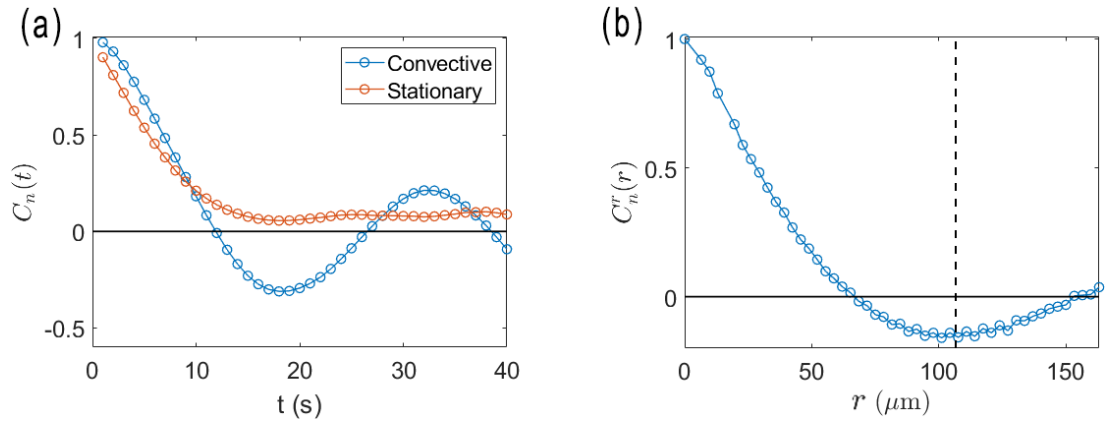 (a)
1
0.5
0
-0.5
C_n(t)
0 10 20 30 40
t (s)
Convective
Stationary
(b)
1
0.5
0
C_n^r(r)
0 50 100 150
r (μm)